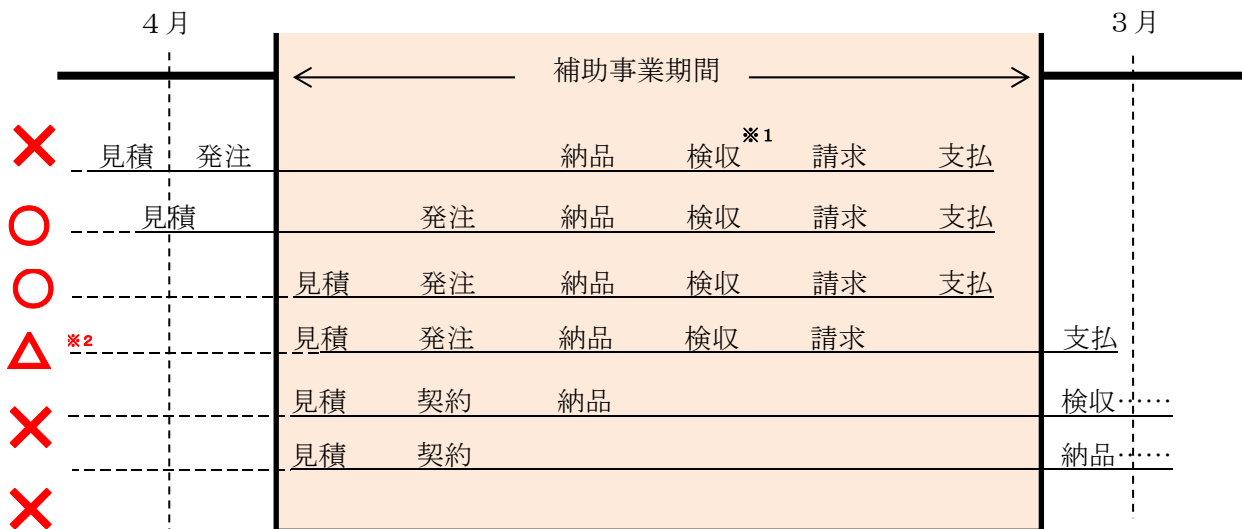 ４月
３月
補助事業期間
※１
× 見積 発注 納品 検収 請求 支払
○ 見積 発注 納品 検収 請求 支払
○ 見積 発注 納品 検収 請求 支払
△ ※２ 見積 発注 納品 検収 請求 支払
× 見積 契約 納品 検収……
× 見積 契約 納品……